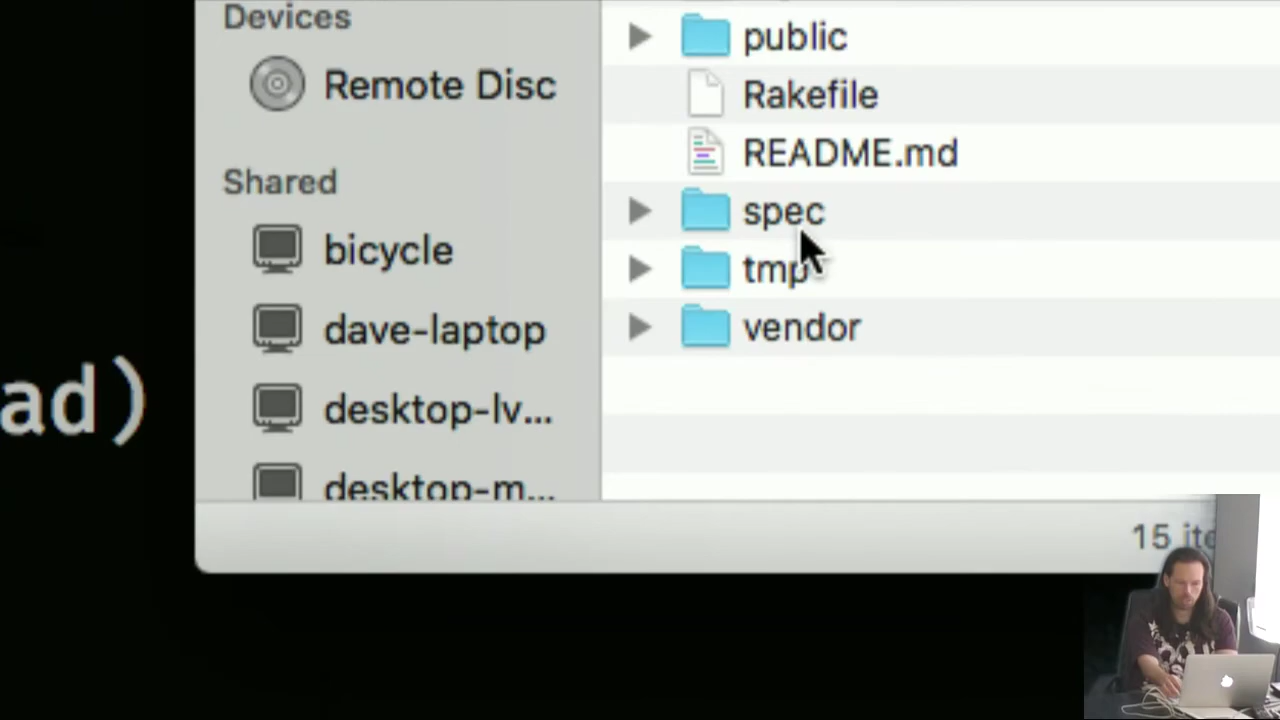 Devices
Remote Disc
Shared
bicycle
dave-laptop
desktop-lv...
desktop-m...
public
Rakefile
README.md
spec
tmp
vendor
15
ad)